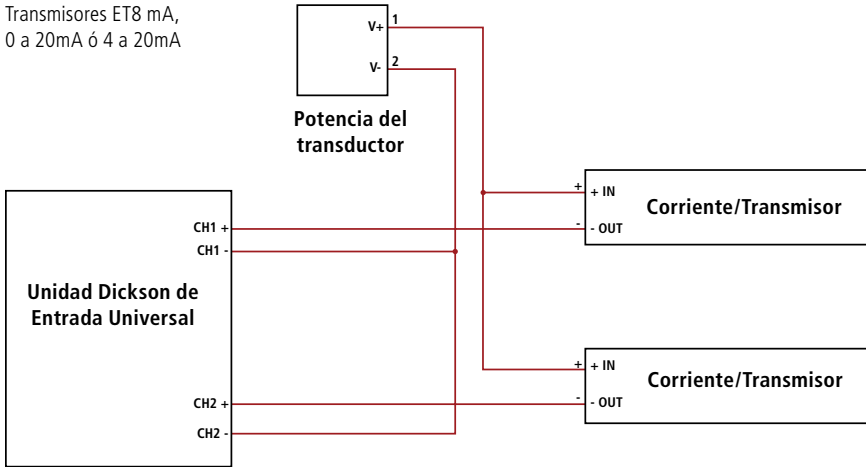 Transmisores ET8 mA,
0 a 20mA ó 4 a 20mA
V+ 1
V- 2
Potencia del
transductor
+ + IN
Corriente/Transmisor
- - OUT
CH1 +
CH1 -
Unidad Dickson de
Entrada Universal
+ + IN
Corriente/Transmisor
- - OUT
CH2 +
CH2 -